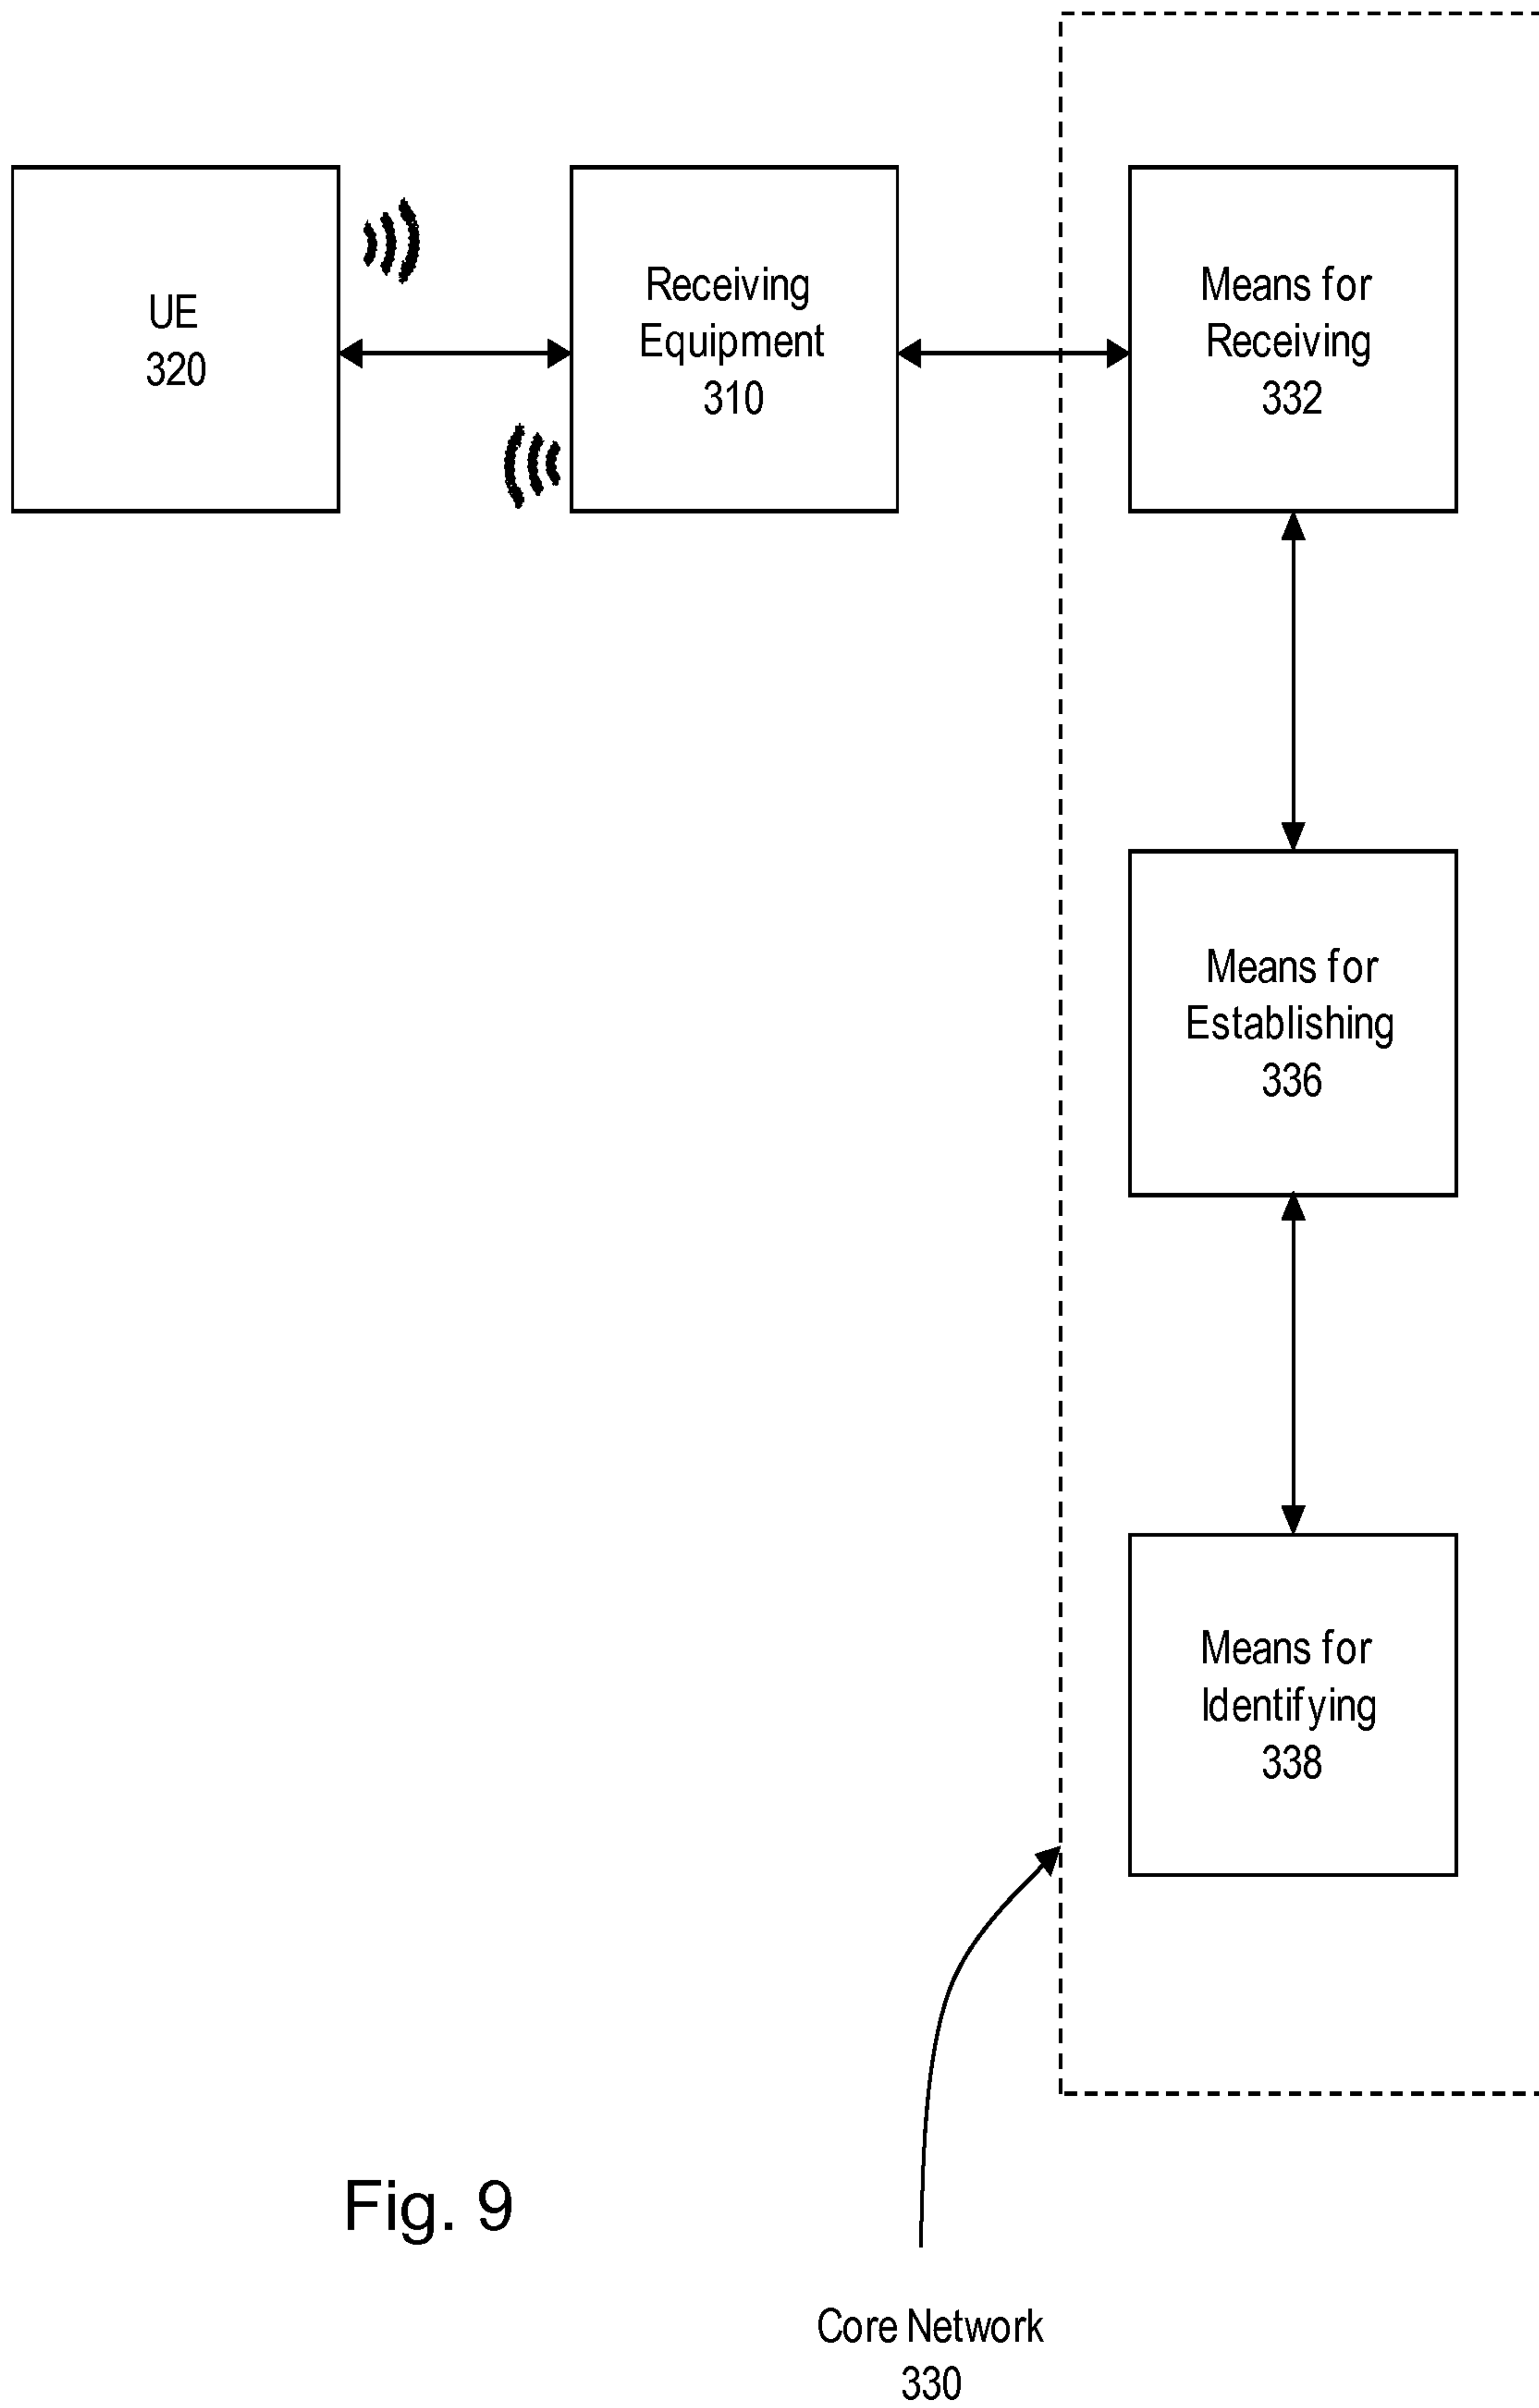 UE
320
Receiving
Equipment
310
Means for
Receiving
332
Means for
Establishing
336
Means for
Identifying
338
Fig. 9
Core Network
330